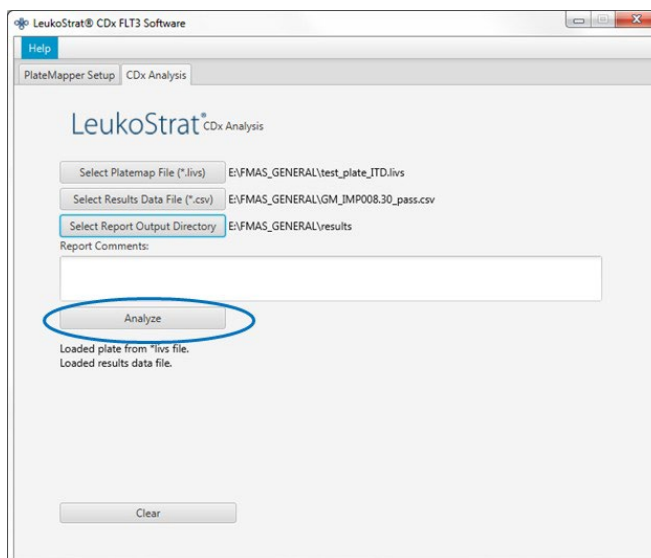 LeukoStrat® CDx FLT3 Software
Help
PlateMapper Setup CDx Analysis
LeukoStrat® CDx Analysis
Select Platemap File (*.livs) E:\FMAS_GENERAL\test_plate_ITD.livs
Select Results Data File (*.csv) E:\FMAS_GENERAL\GM_IMP008.30_pass.csv
Select Report Output Directory E:\FMAS_GENERAL\results
Report Comments:
Analyze
Loaded plate from *livs file.
Loaded results data file.
Clear